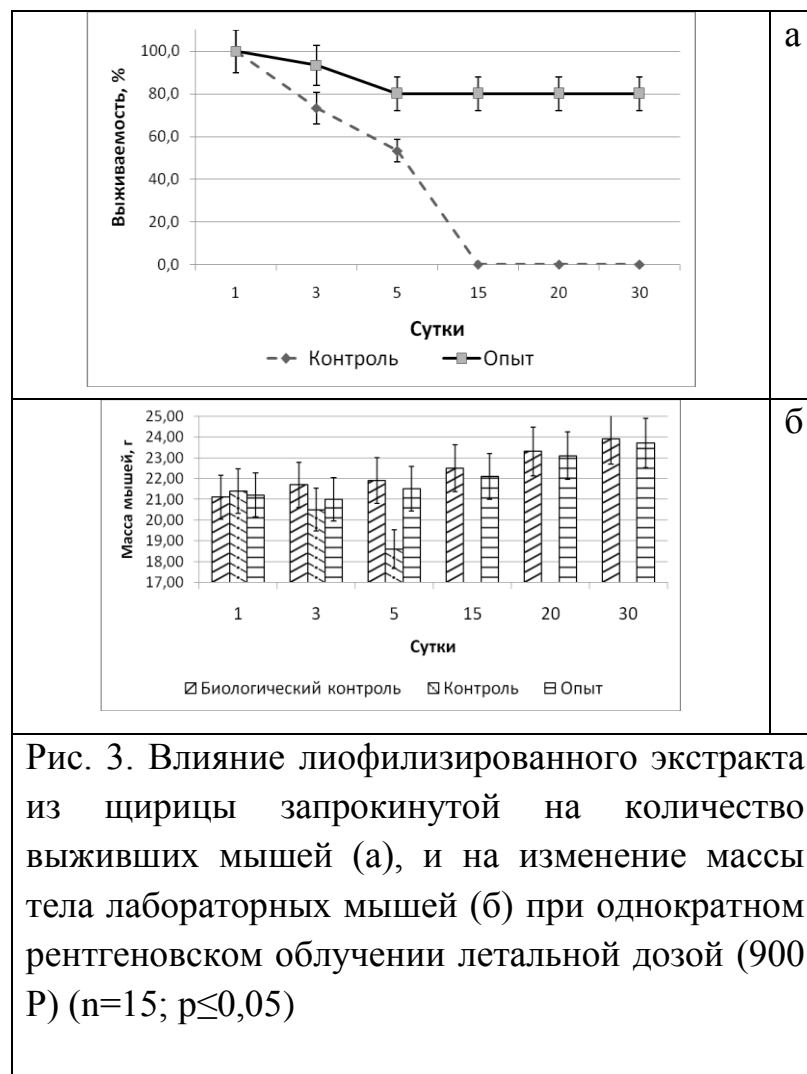 а
100,0
80,0
60,0
40,0
20,0
0,0
Выживаемость, %
1 3 5 15 20 30
Сутки
Контроль Опыт
б
25,00
24,00
23,00
22,00
21,00
20,00
19,00
18,00
17,00
Масса мышей, г
1 3 5 15 20 30
Сутки
Биологический контроль Контроль Опыт
Рис. 3. Влияние лиофилизированного экстракта
из щирицы запрокинутой на количество
выживших мышей (а), и на изменение массы
тела лабораторных мышей (б) при однократном
рентгеновском облучении летальной дозой (900
Р) (n=15; p≤0,05)